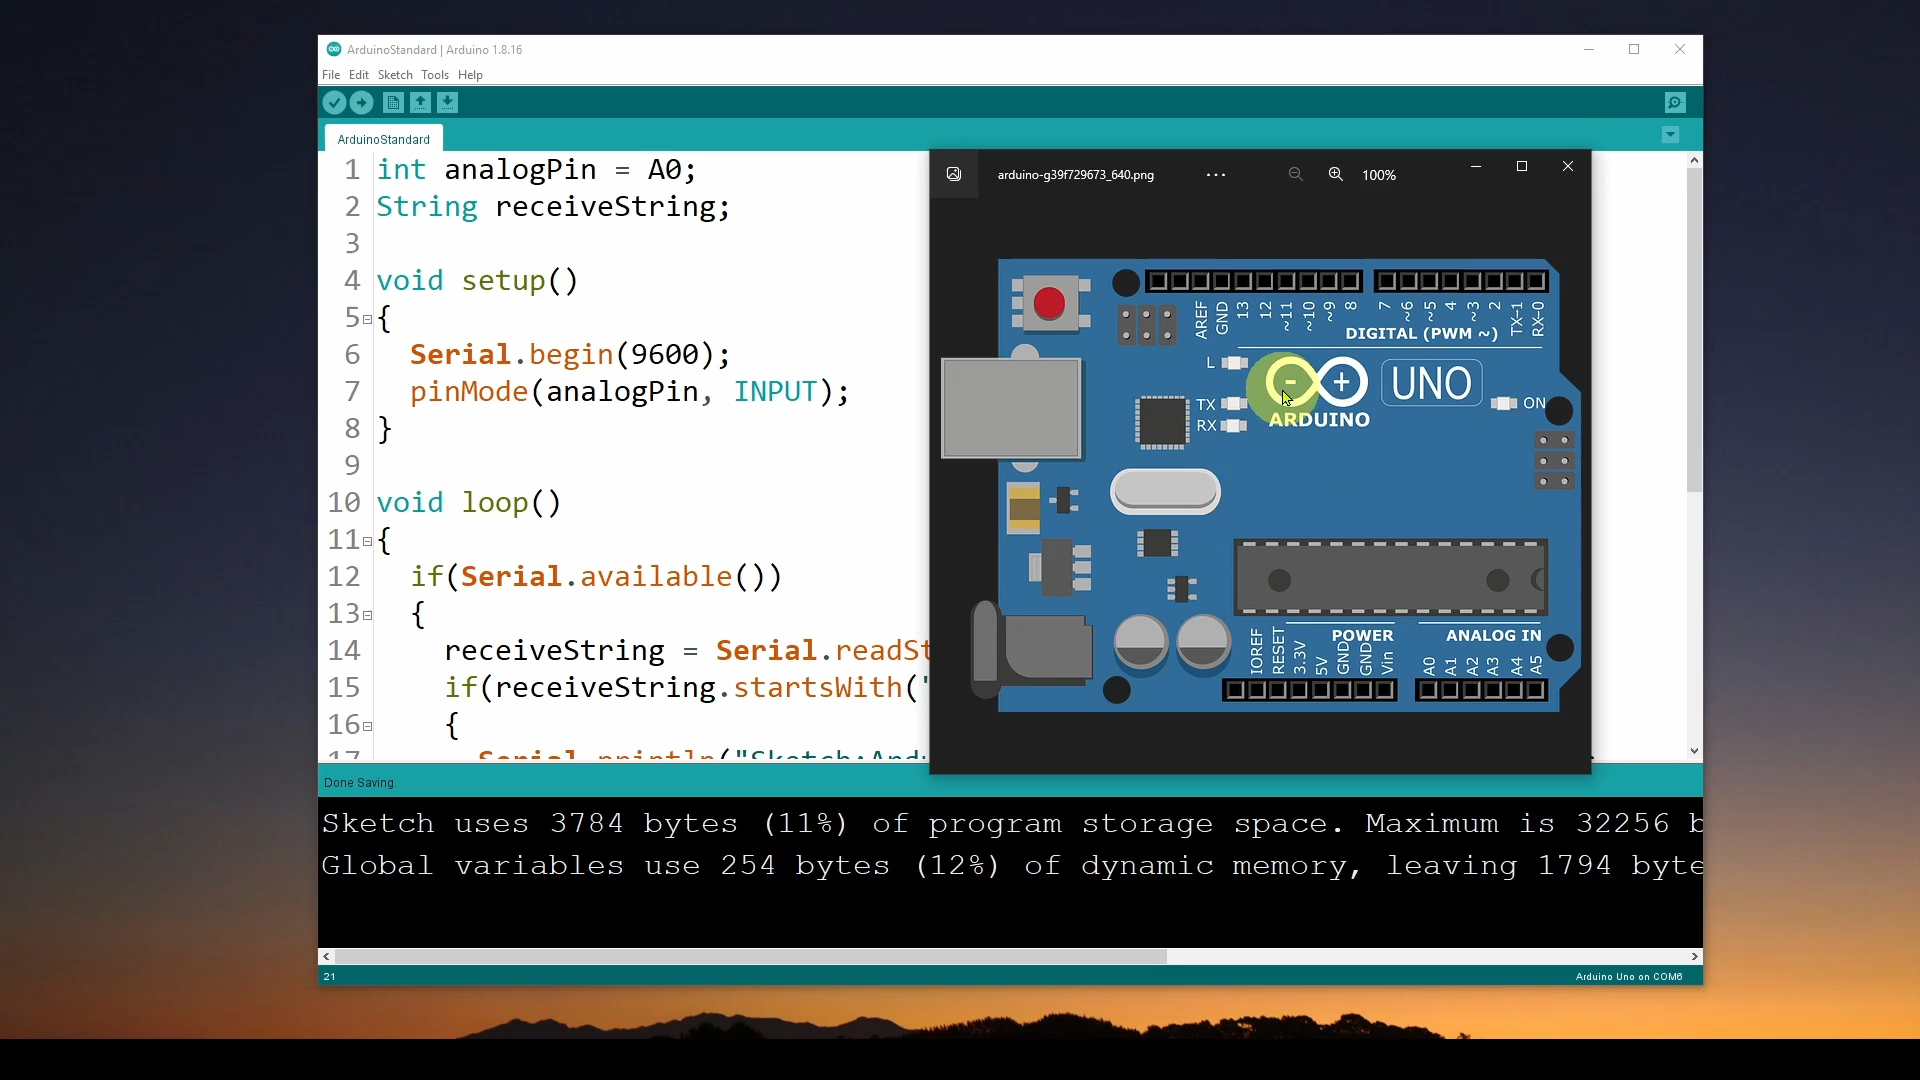 ArduinoStandard | Arduino 1.8.16
File Edit Sketch Tools Help
ArduinoStandard
1 int analogPin = A0;
2 String receiveString;
3
4 void setup()
5 {
6 Serial.begin(9600);
7 pinMode(analogPin, INPUT);
8 }
9
10 void loop()
11 {
12 if(Serial.available())
13 {
14 receiveString = Serial.readSt
15 if(receiveString.startsWith('
16 {
17 Serial.println("Sketch:Ardu
arduino-g39f729673_640.png
···
100%
AREF GND 13 12 ~11 ~10 ~9 8 7 ~6 ~5 4 ~3 2 TX-1 RX-0
DIGITAL (PWM ~)
L
TX
RX
- +
ARDUINO
UNO
ON
POWER
ANALOG IN
IOREF RESET 3.3V 5V GND GND Vin A0 A1 A2 A3 A4 A5
Done Saving.
Sketch uses 3784 bytes (11%) of program storage space. Maximum is 32256 b
Global variables use 254 bytes (12%) of dynamic memory, leaving 1794 byte
21
Arduino Uno on COM6